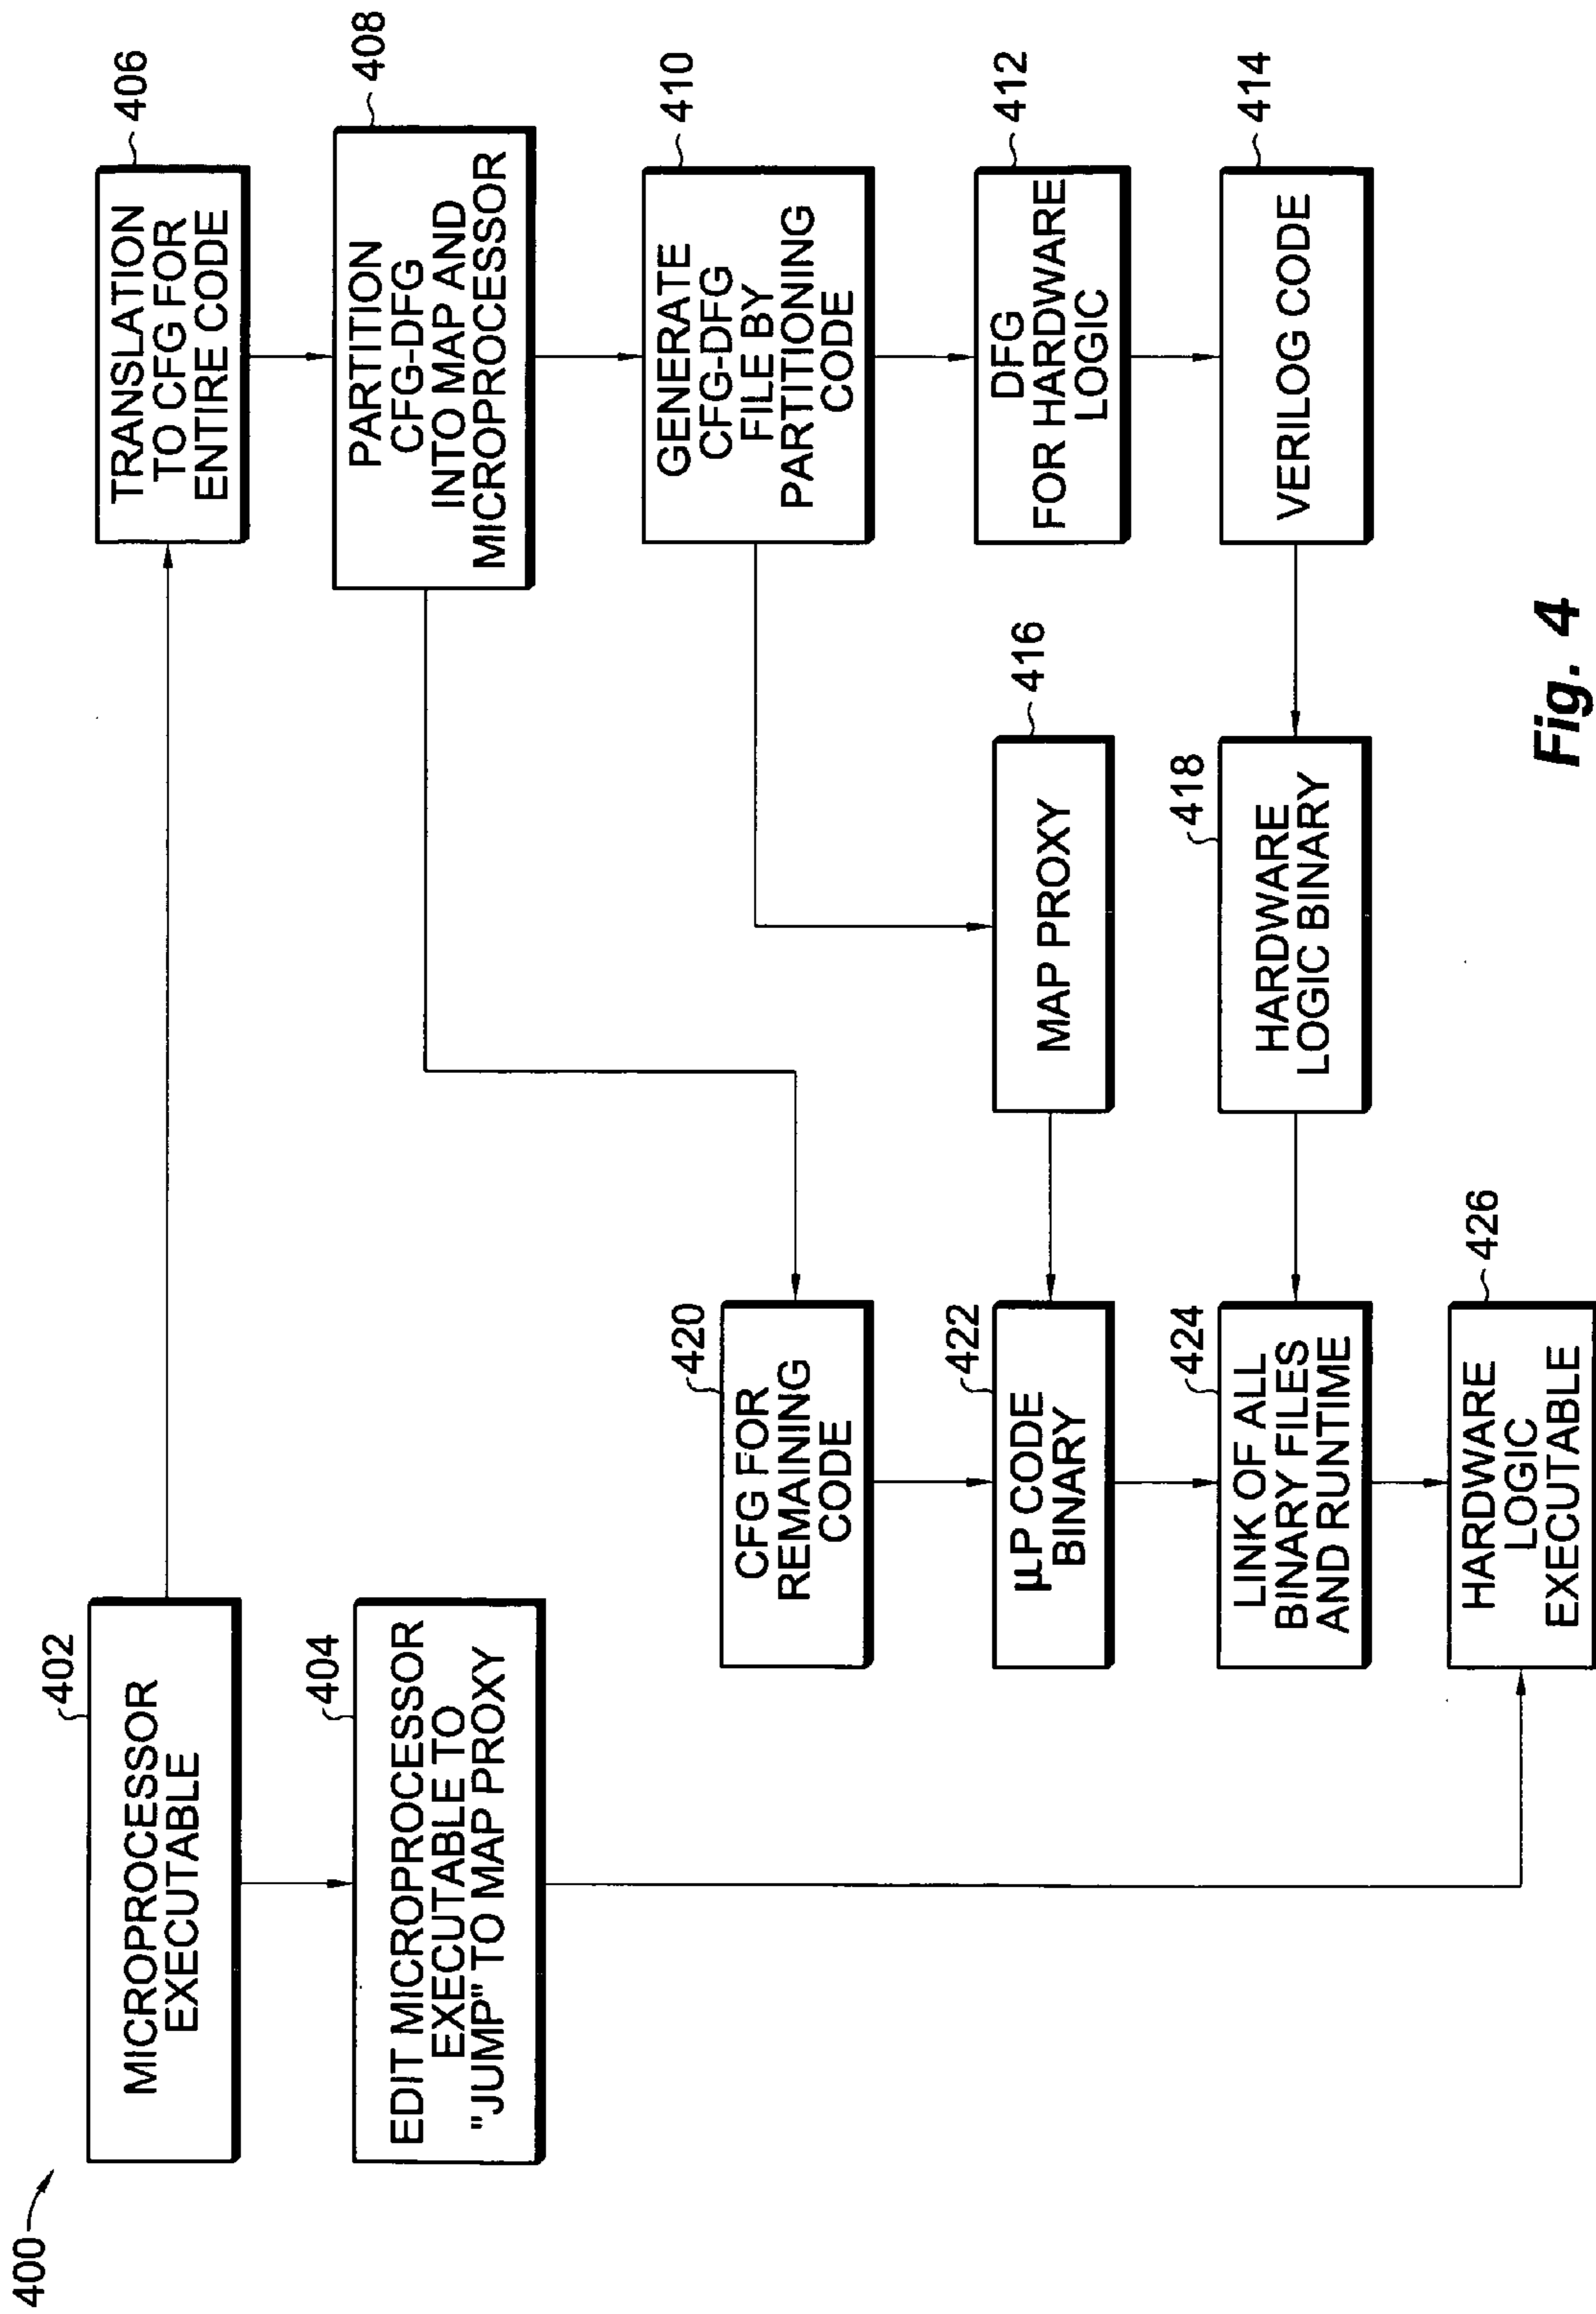 400
402
MICROPROCESSOR
EXECUTABLE
404
EDIT MICROPROCESSOR
EXECUTABLE TO
"JUMP" TO MAP PROXY
406
TRANSLATION
TO CFG FOR
ENTIRE CODE
408
PARTITION
CFG-DFG
INTO MAP AND
MICROPROCESSOR
410
GENERATE
CFG-DFG
FILE BY
PARTITIONING
CODE
412
DFG
FOR HARDWARE
LOGIC
414
VERILOG CODE
416
MAP PROXY
418
HARDWARE
LOGIC BINARY
420
CFG FOR
REMAINING
CODE
422
µP CODE
BINARY
424
LINK OF ALL
BINARY FILES
AND RUNTIME
426
HARDWARE
LOGIC
EXECUTABLE
Fig. 4